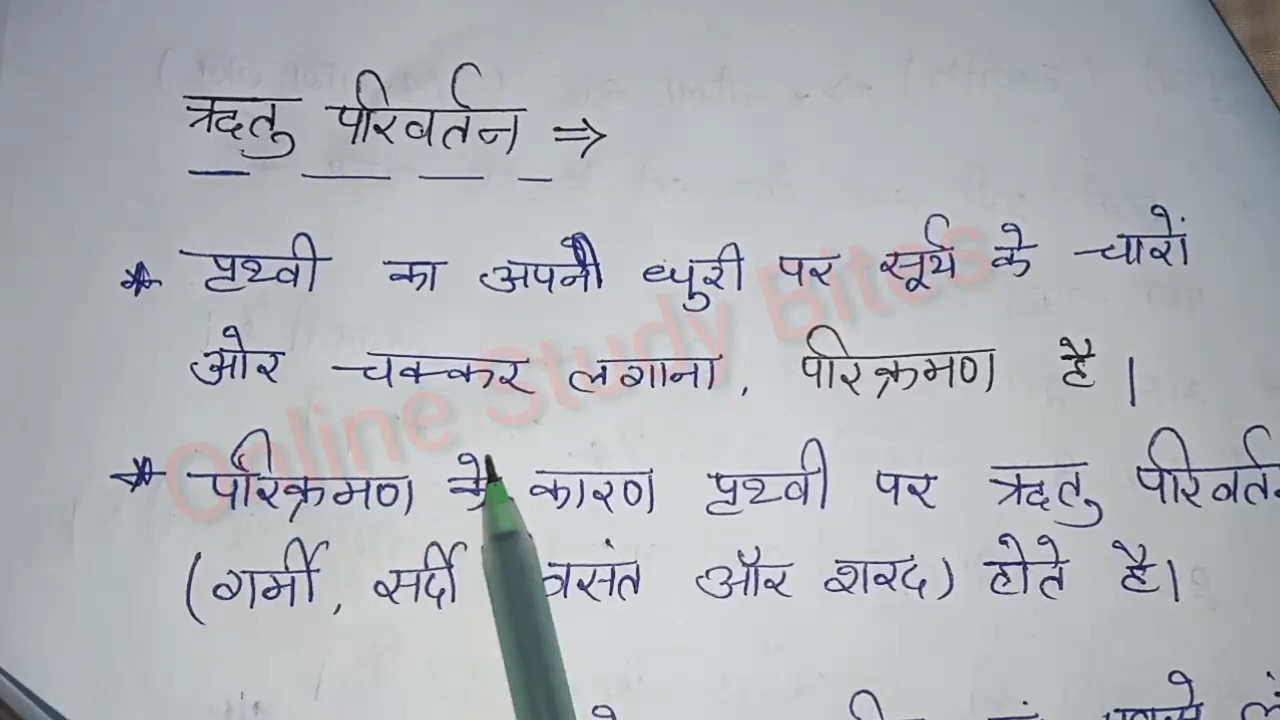 ऋतु परिवर्तन ⇒
* पृथ्वी का अपनी धुरी पर सूर्य के चारों
ओर चक्कर लगाना, परिक्रमण है।
* परिक्रमण के कारण पृथ्वी पर ऋतु परिवर्तन
(गर्मी, सर्दी वसंत और शरद) होते है।
Online Study Bites